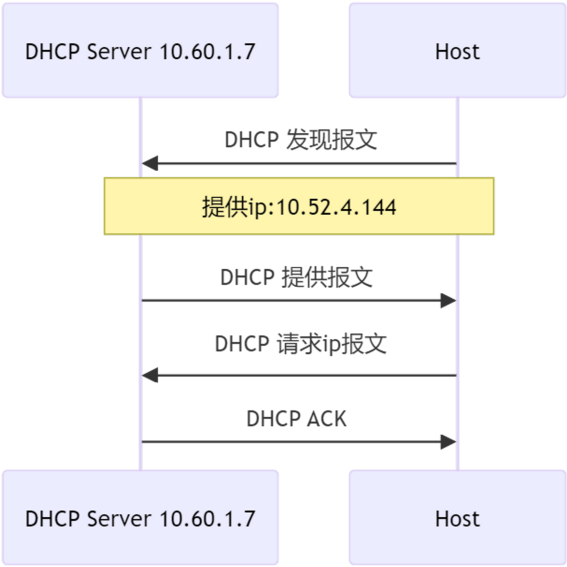 DHCP Server 10.60.1.7
Host
DHCP 发现报文
提供ip:10.52.4.144
DHCP 提供报文
DHCP 请求ip报文
DHCP ACK
DHCP Server 10.60.1.7
Host